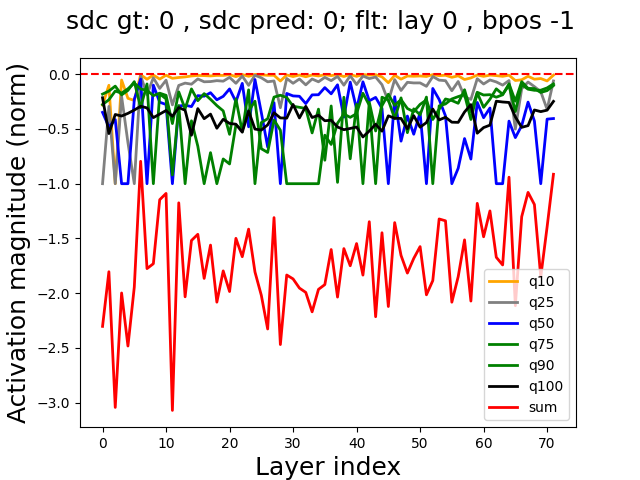 sdc gt: 0 , sdc pred: 0; flt: lay 0 , bpos -1
Activation magnitude (norm)
0.0
−0.5
−1.0
−1.5
−2.0
−2.5
−3.0
0 10 20 30 40 50 60 70
Layer index
q10
q25
q50
q75
q90
q100
sum